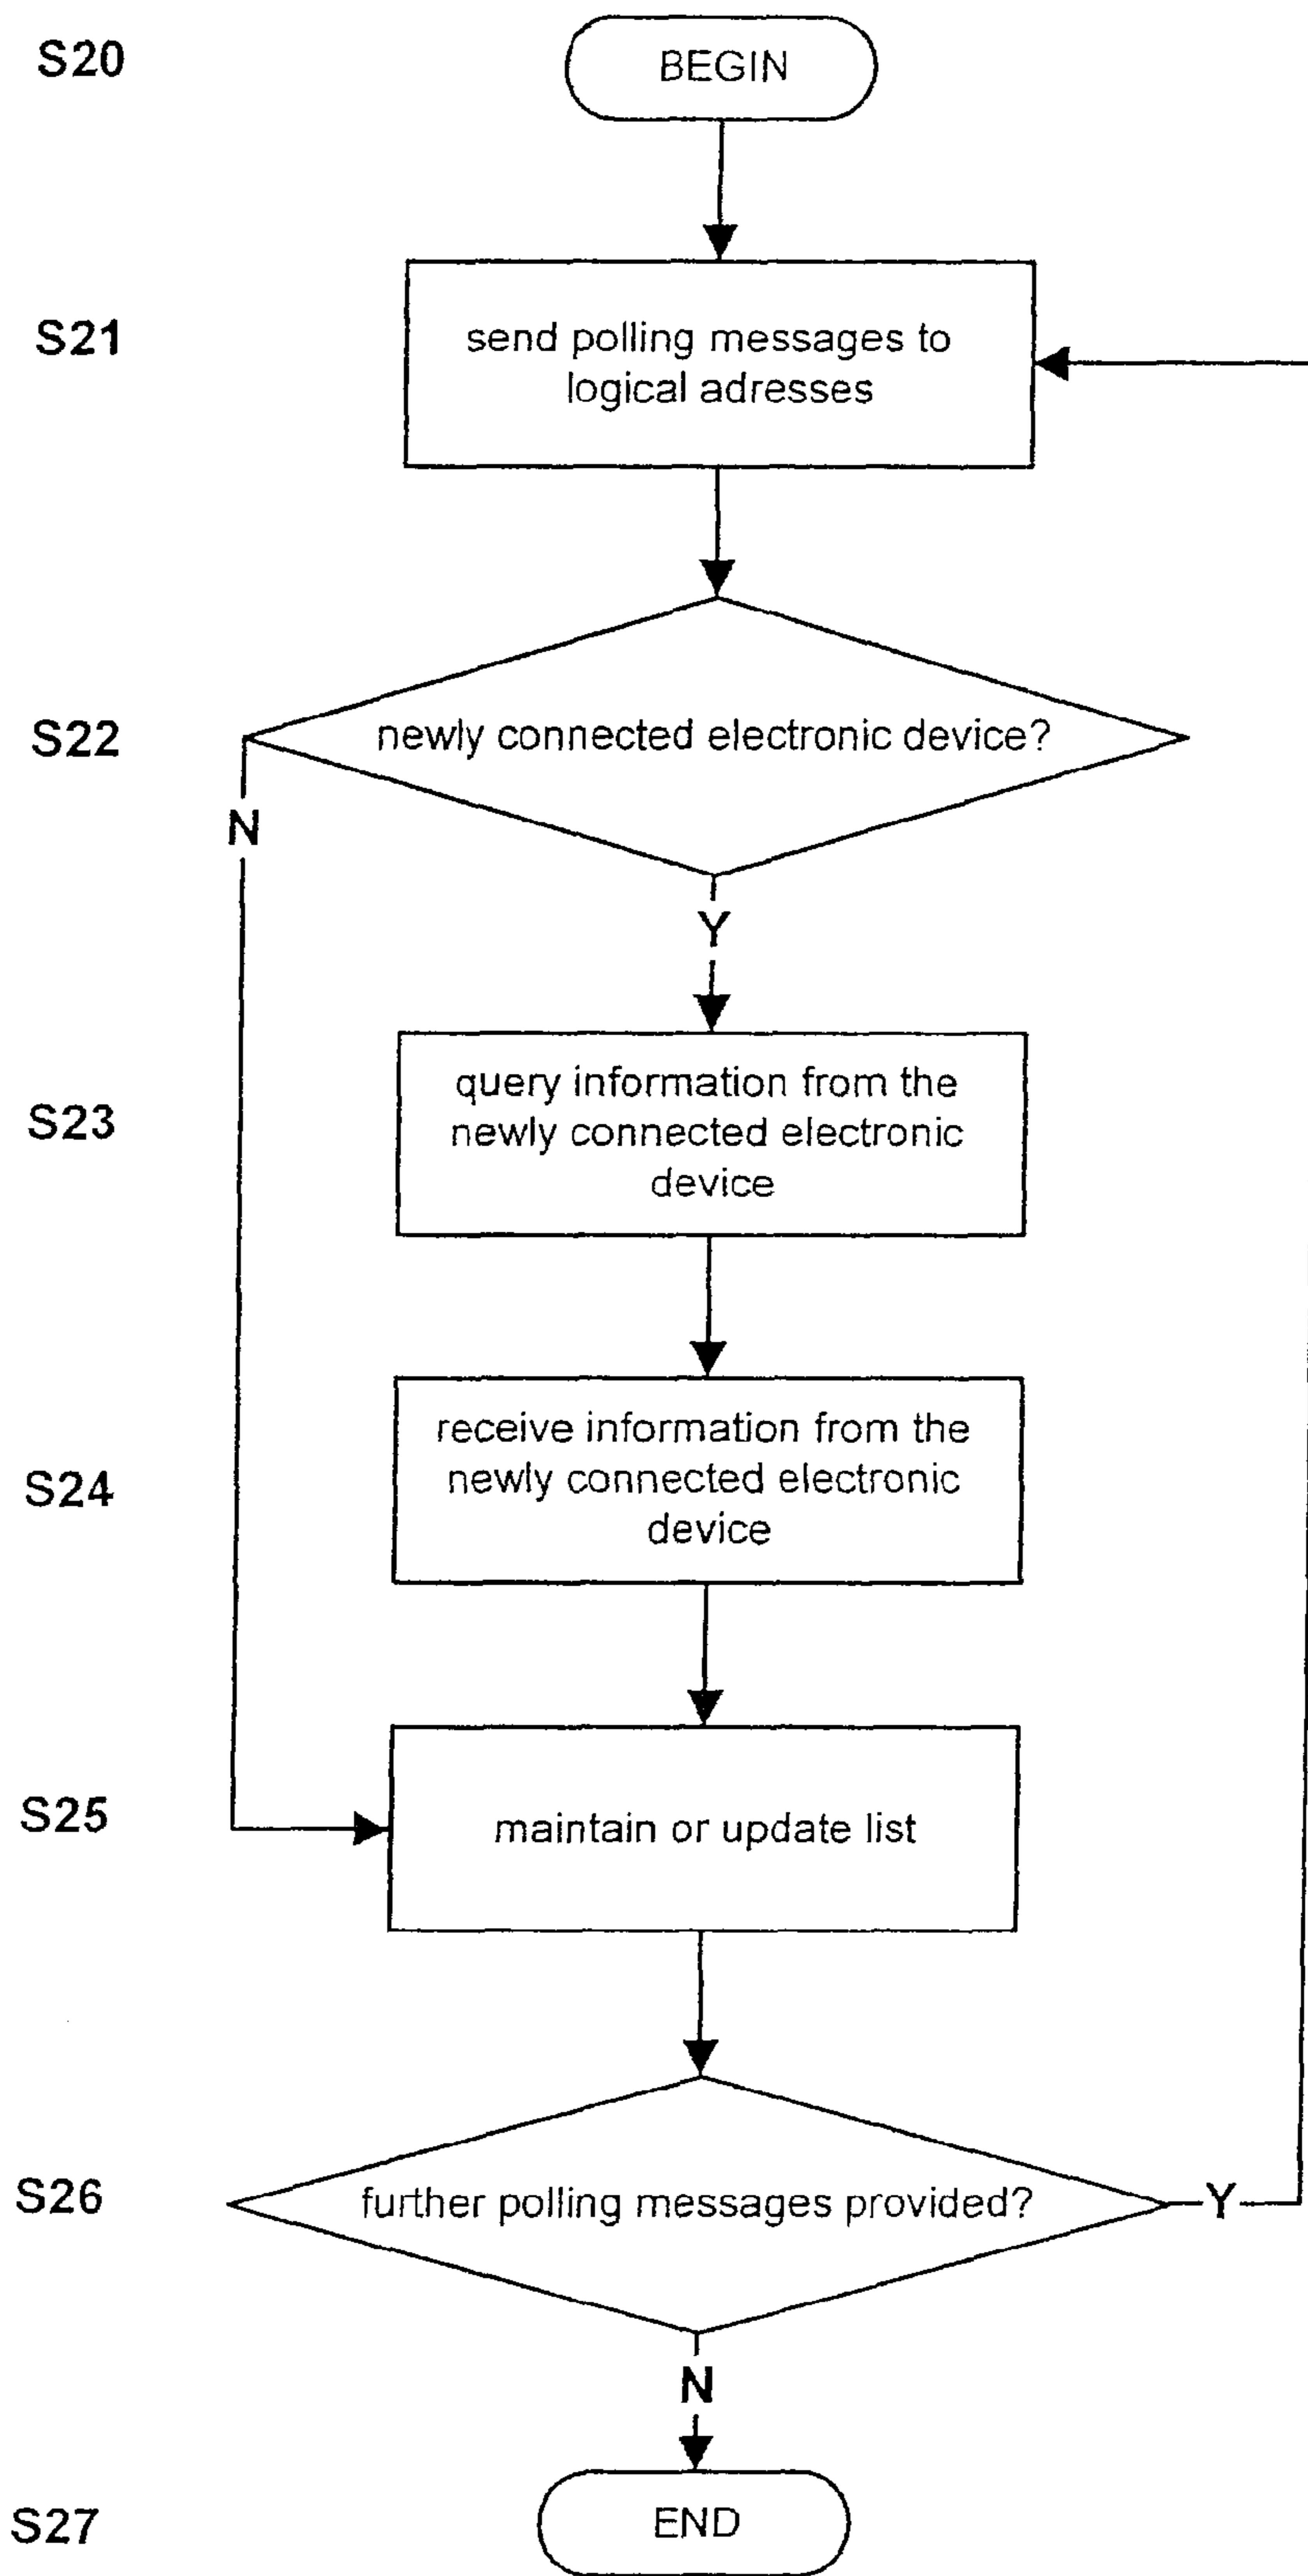 S20
BEGIN
S21
send polling messages to
logical adresses
S22
newly connected electronic device?
N
Y
S23
query information from the
newly connected electronic
device
S24
receive information from the
newly connected electronic
device
S25
maintain or update list
S26
further polling messages provided?
Y
N
S27
END